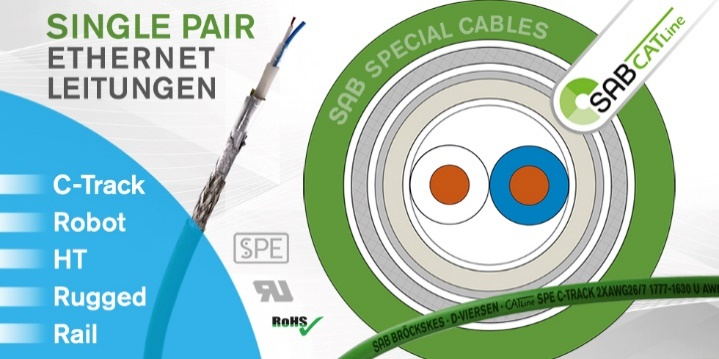 SINGLE PAIR
ETHERNET
LEITUNGEN
SAB SPECIAL CABLES
SAB CATLine
C-Track
Robot
HT
Rugged
Rail
SPE
RU
RoHS
SAB BRÖCKSKES · D-VIERSEN · CATLine SPE C-TRACK 2XAWG26/7 1777-1630 U AW